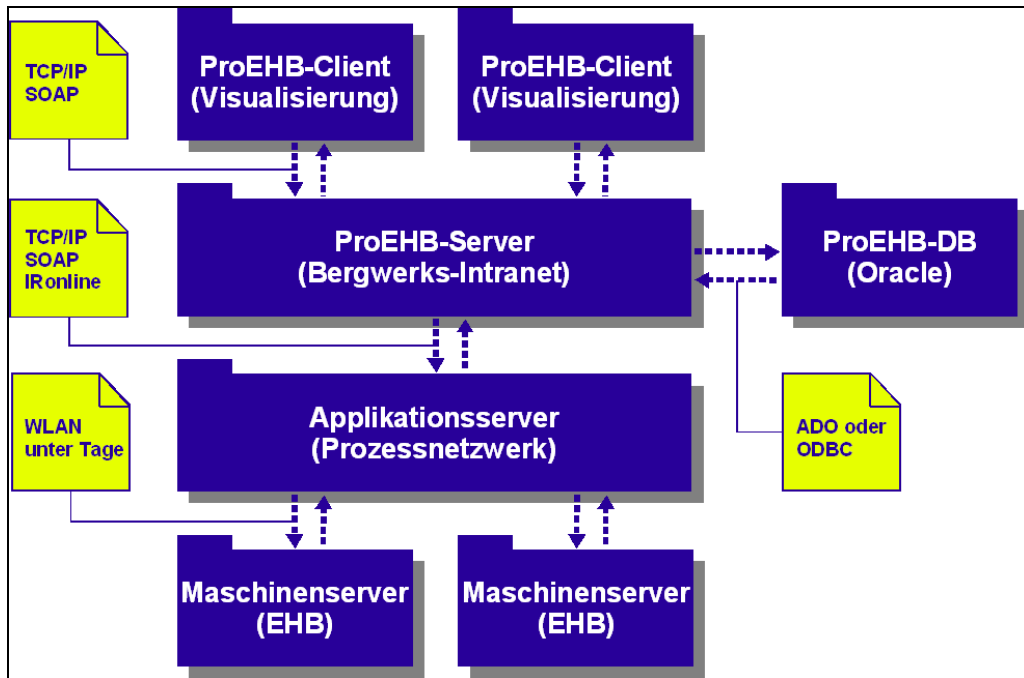 TCP/IP
SOAP
ProEHB-Client
(Visualisierung)
ProEHB-Client
(Visualisierung)
TCP/IP
SOAP
IRonline
ProEHB-Server
(Bergwerks-Intranet)
ProEHB-DB
(Oracle)
WLAN
unter Tage
Applikationsserver
(Prozessnetzwerk)
ADO oder
ODBC
Maschinenserver
(EHB)
Maschinenserver
(EHB)